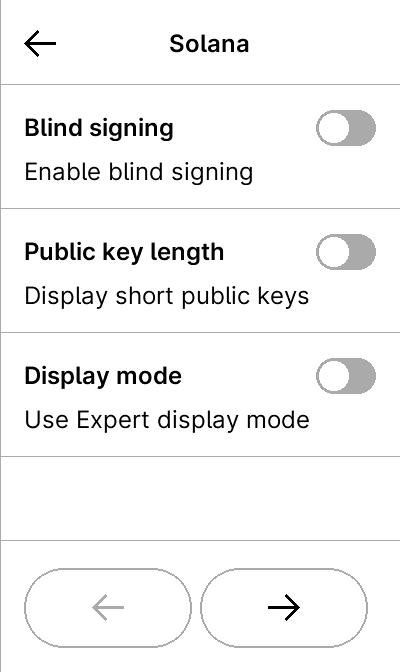 Solana
Blind signing
Enable blind signing
Public key length
Display short public keys
Display mode
Use Expert display mode